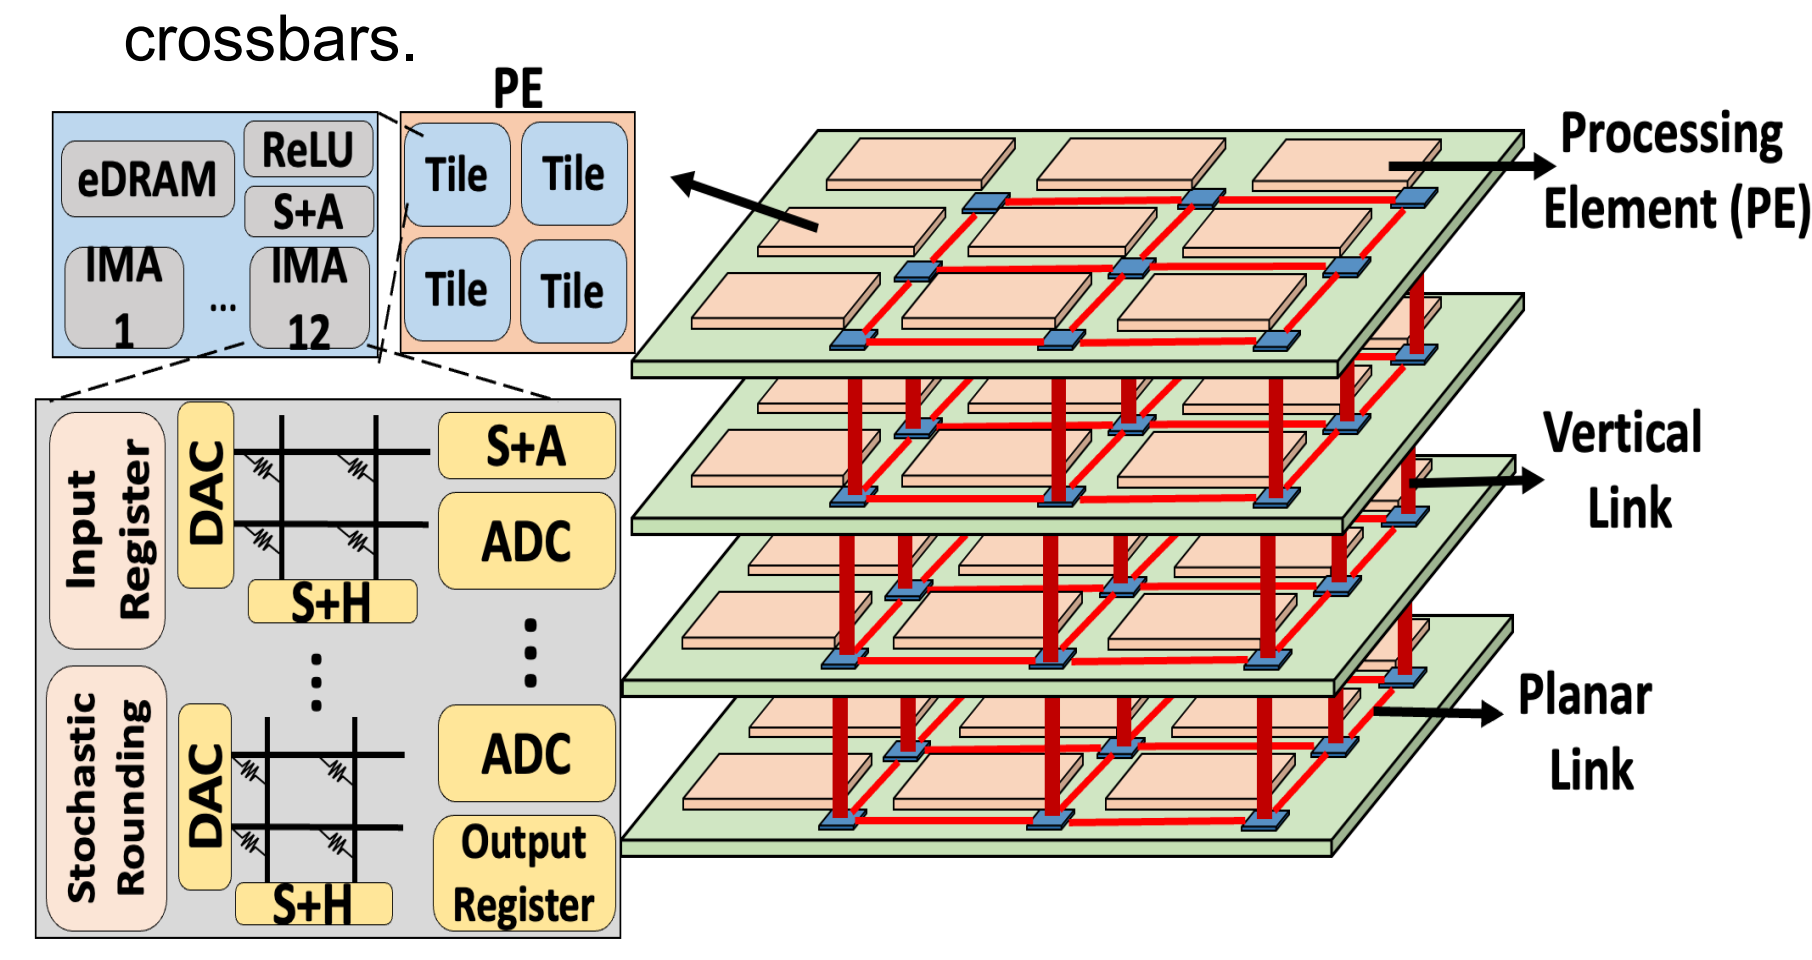 crossbars.
PE
eDRAM
ReLU
S+A
IMA
1
...
IMA
12
Tile
Tile
Tile
Tile
Input
Register
DAC
S+H
S+A
ADC
Stochastic
Rounding
DAC
S+H
ADC
Output
Register
Processing
Element (PE)
Vertical
Link
Planar
Link